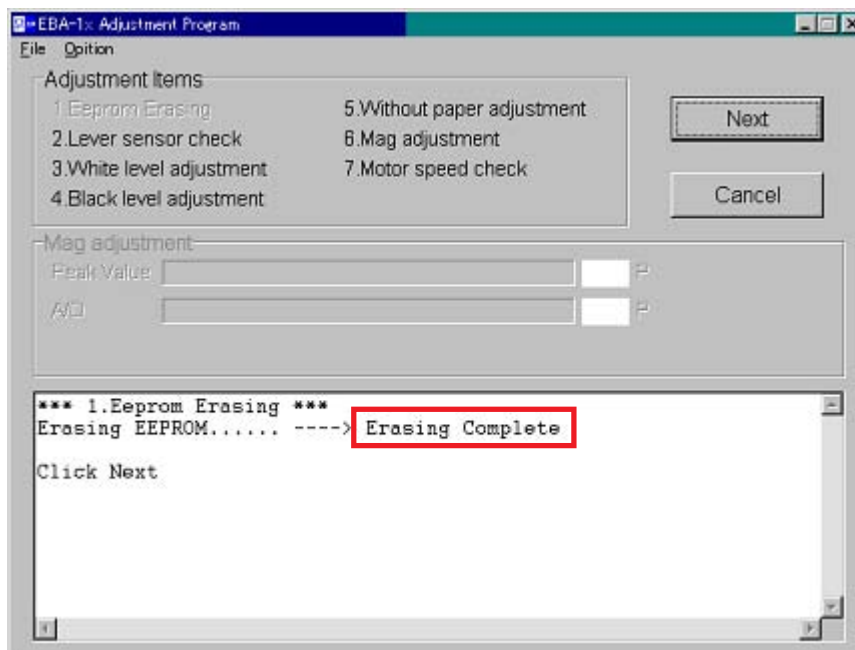 EBA-1x Adjustment Program
File Opition
Adjustment Items
1.Eeprom Erasing
5.Without paper adjustment
2.Lever sensor check
6.Mag adjustment
3.White level adjustment
7.Motor speed check
4.Black level adjustment
Next
Cancel
Mag adjustment
Peak Value
A/D
*** 1.Eeprom Erasing ***
Erasing EEPROM...... ----> Erasing Complete
Click Next